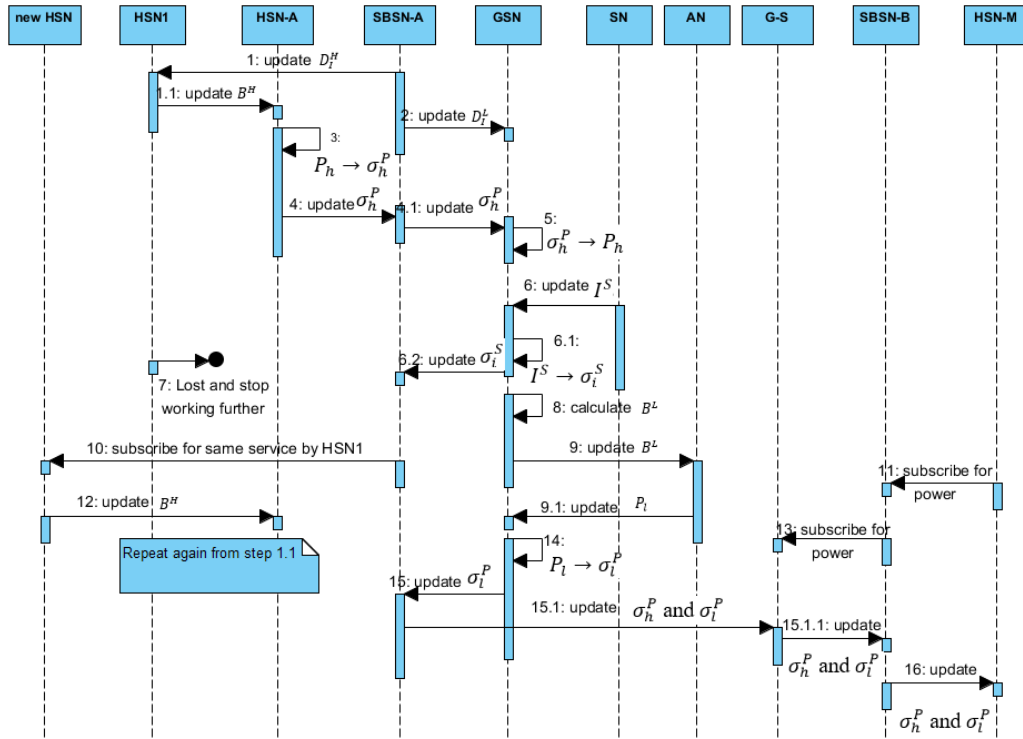 new HSN HSN1 HSN-A SBSN-A GSN SN AN G-S SBSN-B HSN-M
1: update D_I^H
1.1: update B^H
2: update D_I^L
3:
P_h → σ_h^P
4: update σ_h^P
4.1: update σ_h^P
5:
σ_h^P → P_h
6: update I^S
6.1:
6.2: update σ_i^S
I^S → σ_i^S
7: Lost and stop
working further
8: calculate B^L
10: subscribe for same service by HSN1
9: update B^L
11: subscribe for
power
12: update B^H
9.1: update P_l
13: subscribe for
power
Repeat again from step 1.1
14:
P_l → σ_l^P
15: update σ_l^P
15.1: update σ_h^P and σ_l^P
15.1.1: update
σ_h^P and σ_l^P
16: update
σ_h^P and σ_l^P